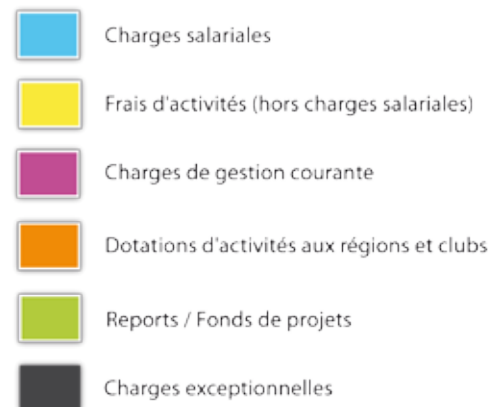 Charges salariales
Frais d'activités (hors charges salariales)
Charges de gestion courante
Dotations d'activités aux régions et clubs
Reports / Fonds de projets
Charges exceptionnelles